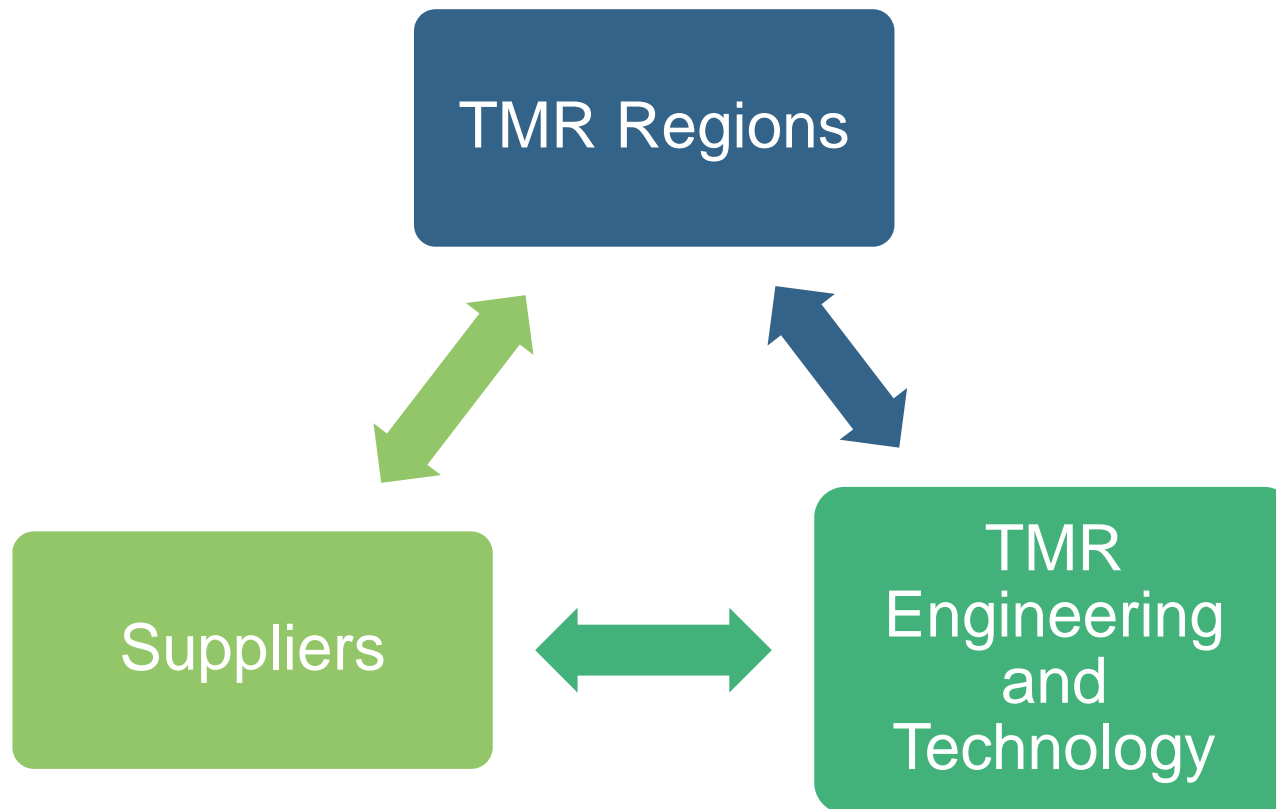 TMR Regions
Suppliers
TMR
Engineering
and
Technology